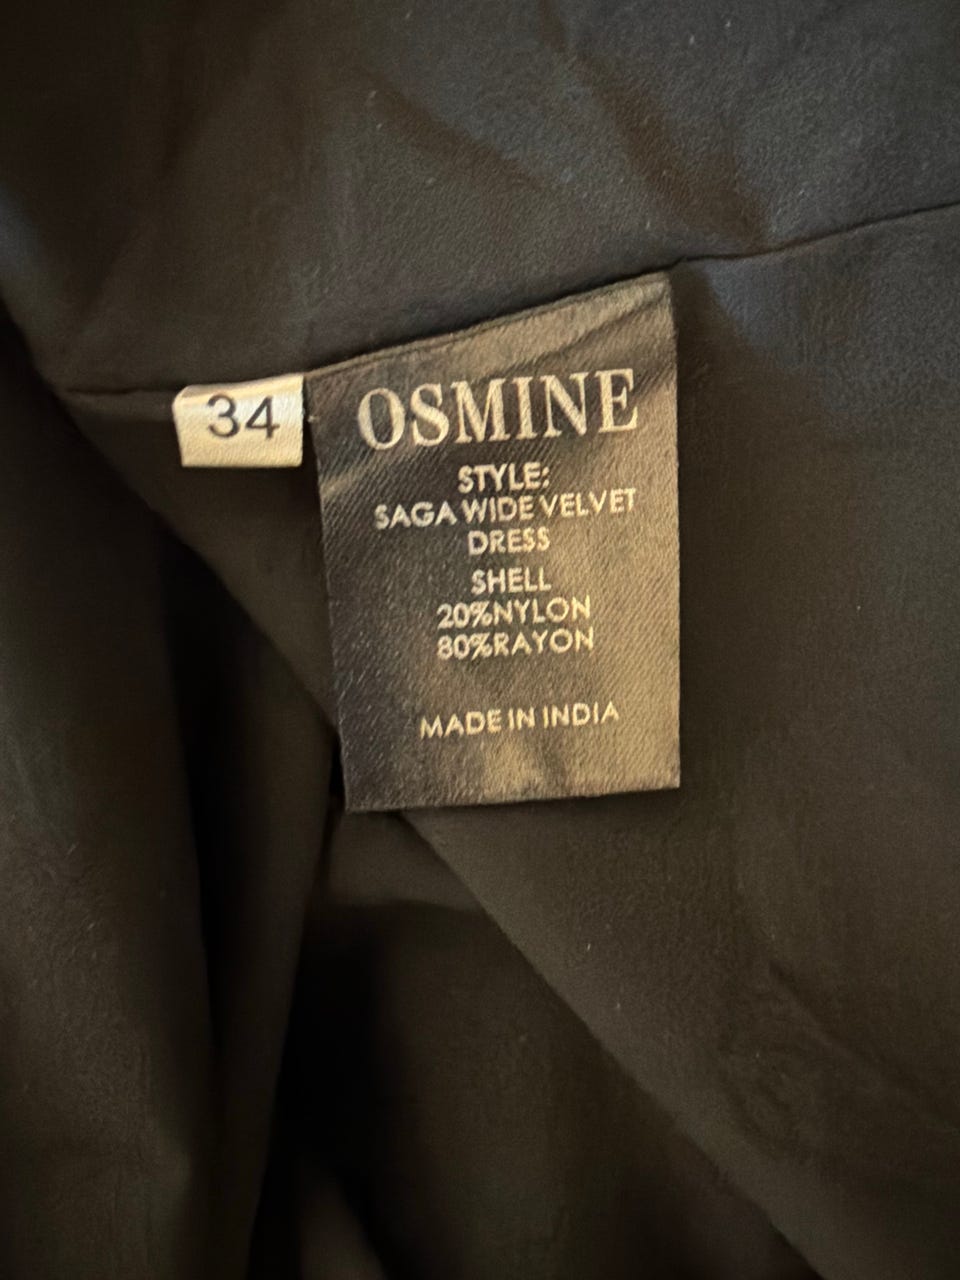 34
OSMINE
STYLE:
SAGA WIDE VELVET
DRESS
SHELL
20%NYLON
80%RAYON
MADE IN INDIA